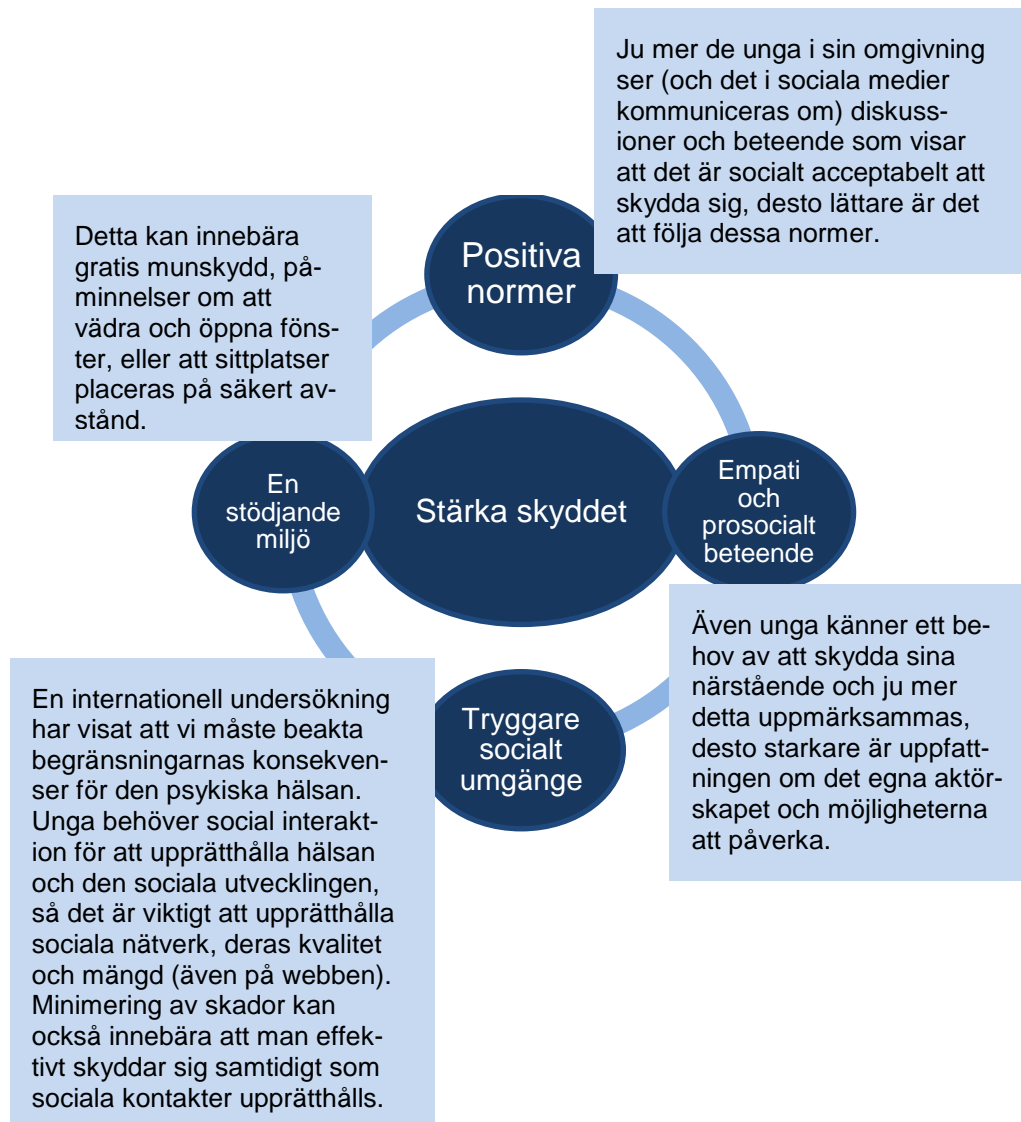 Ju mer de unga i sin omgivning
ser (och det i sociala medier
kommuniceras om) diskuss-
ioner och beteende som visar
att det är socialt acceptabelt att
skydda sig, desto lättare är det
att följa dessa normer.
Positiva
normer
Detta kan innebära
gratis munskydd, på-
minnelser om att
vädra och öppna föns-
ter, eller att sittplatser
placeras på säkert av-
stånd.
En
stödjande
miljö
Stärka skyddet
Empati
och
prosocialt
beteende
Även unga känner ett be-
hov av att skydda sina
närstående och ju mer
detta uppmärksammas,
desto starkare är uppfatt-
ningen om det egna aktör-
skapet och möjligheterna
att påverka.
Tryggare
socialt
umgänge
En internationell undersökning
har visat att vi måste beakta
begränsningarnas konsekven-
ser för den psykiska hälsan.
Unga behöver social interakt-
ion för att upprätthålla hälsan
och den sociala utvecklingen,
så det är viktigt att upprätthålla
sociala nätverk, deras kvalitet
och mängd (även på webben).
Minimering av skador kan
också innebära att man effek-
tivt skyddar sig samtidigt som
sociala kontakter upprätthålls.